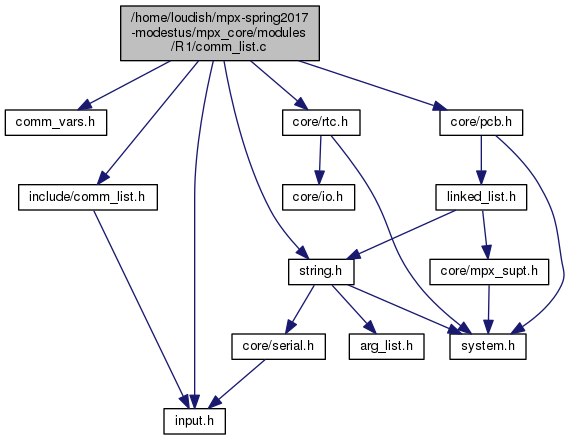 /home/loudish/mpx-spring2017
-modestus/mpx_core/modules
/R1/comm_list.c
comm_vars.h
core/rtc.h
core/pcb.h
include/comm_list.h
core/io.h
linked_list.h
string.h
core/mpx_supt.h
core/serial.h
arg_list.h
system.h
input.h